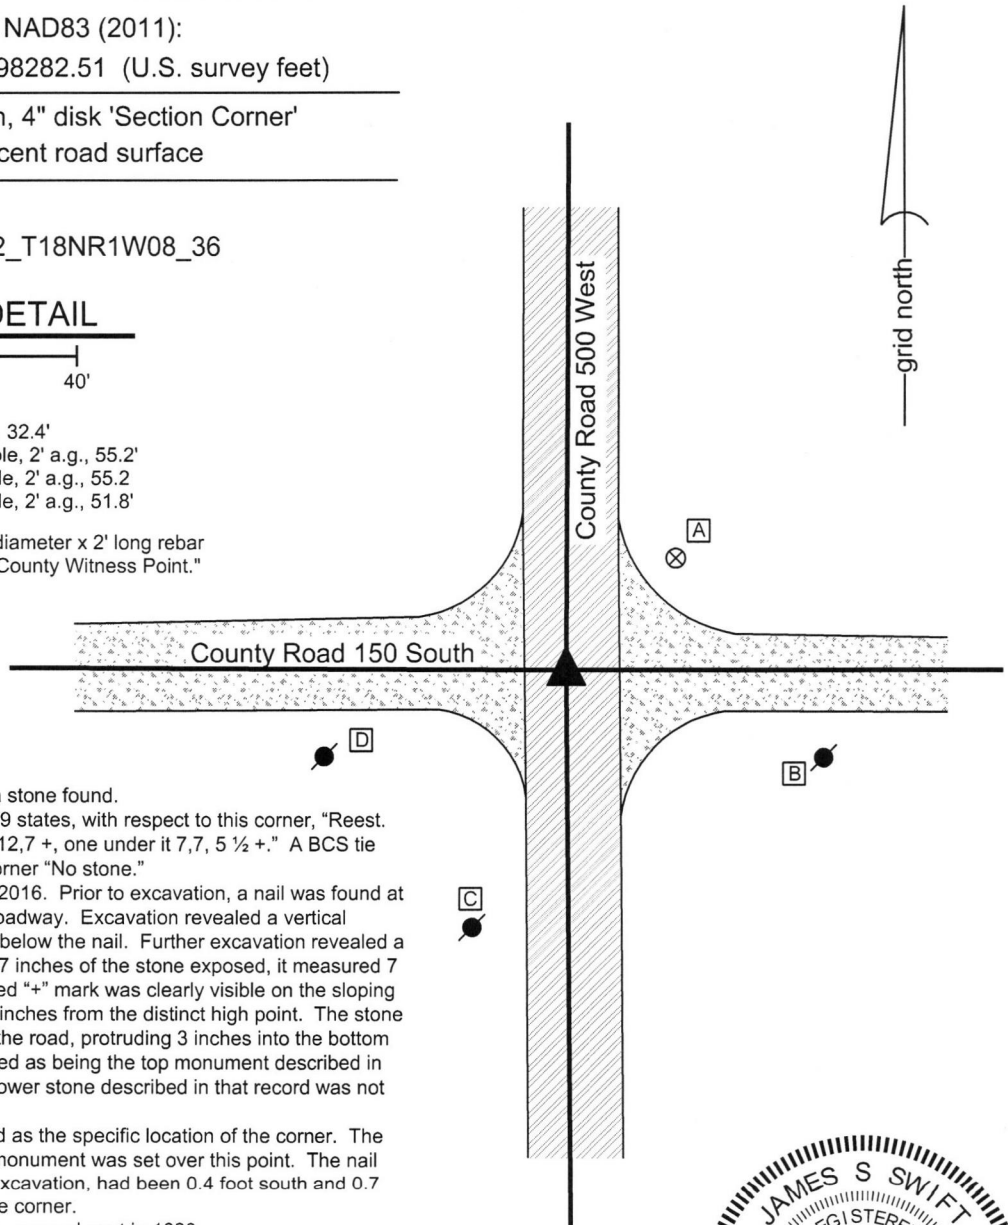 NAD83 (2011):
98282.51 (U.S. survey feet)
4" disk 'Section Corner'
cent road surface
2_T18NR1W08_36
DETAIL
40'
32.4'
2' a.g., 55.2'
2' a.g., 55.2
2' a.g., 51.8'
diameter x 2' long rebar
County Witness Point."
County Road 500 West
grid north
A
County Road 150 South
D
B
C
stone found.
9 states, with respect to this corner, “Reest.
12,7 +, one under it 7,7, 5 ½ +.” A BCS tie
orner “No stone.”
2016. Prior to excavation, a nail was found at
oadway. Excavation revealed a vertical
below the nail. Further excavation revealed a
7 inches of the stone exposed, it measured 7
ed “+” mark was clearly visible on the sloping
inches from the distinct high point. The stone
the road, protruding 3 inches into the bottom
ed as being the top monument described in
ower stone described in that record was not
d as the specific location of the corner. The
monument was set over this point. The nail
excavation, had been 0.4 foot south and 0.7
e corner.
JAMES S SWIFT